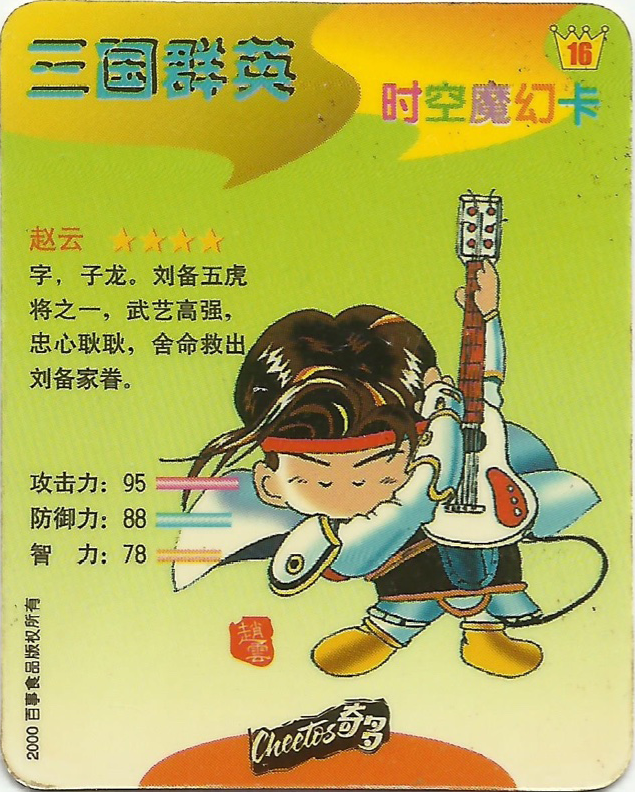 三国群英
16
时空魔幻卡
赵云 ★★★★
字，子龙。刘备五虎
将之一，武艺高强，
忠心耿耿，舍命救出
刘备家眷。
攻击力：95
防御力：88
智　力：78
趙雲
2000 百事食品版权所有
Cheetos奇多